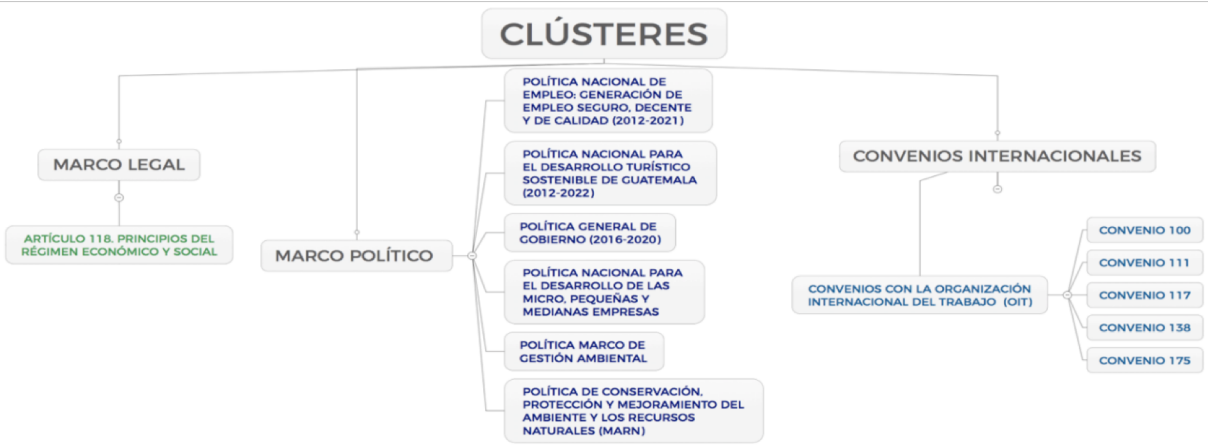 CLÚSTERES
MARCO LEGAL
ARTÍCULO 118. PRINCIPIOS DEL
RÉGIMEN ECONÓMICO Y SOCIAL
MARCO POLÍTICO
POLÍTICA NACIONAL DE
EMPLEO: GENERACIÓN DE
EMPLEO SEGURO, DECENTE
Y DE CALIDAD (2012-2021)
POLÍTICA NACIONAL PARA
EL DESARROLLO TURÍSTICO
SOSTENIBLE DE GUATEMALA
(2012-2022)
POLÍTICA GENERAL DE
GOBIERNO (2016-2020)
POLÍTICA NACIONAL PARA
EL DESARROLLO DE LAS
MICRO, PEQUEÑAS Y
MEDIANAS EMPRESAS
POLÍTICA MARCO DE
GESTIÓN AMBIENTAL
POLÍTICA DE CONSERVACIÓN,
PROTECCIÓN Y MEJORAMIENTO DEL
AMBIENTE Y LOS RECURSOS
NATURALES (MARN)
CONVENIOS INTERNACIONALES
CONVENIOS CON LA ORGANIZACIÓN
INTERNACIONAL DEL TRABAJO (OIT)
CONVENIO 100
CONVENIO 111
CONVENIO 117
CONVENIO 138
CONVENIO 175